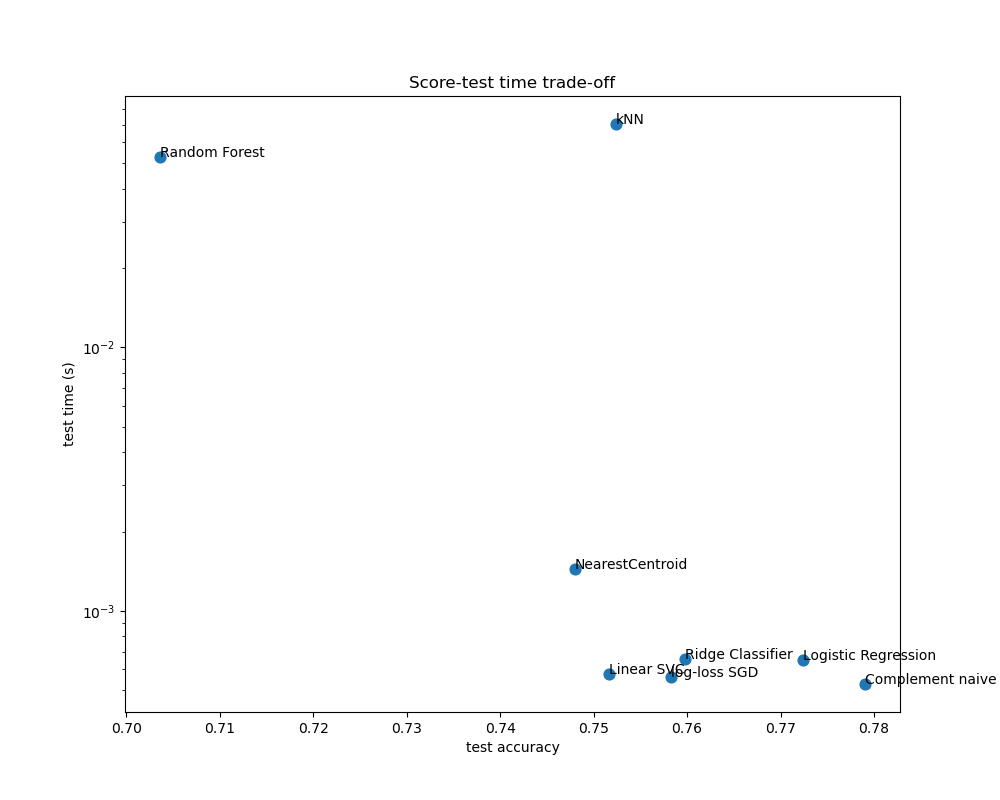 Score-test time trade-off
kNN
Random Forest
10⁻²
test time (s)
NearestCentroid
10⁻³
Ridge Classifier
Logistic Regression
Linear SVC
log-loss SGD
Complement naive
0.70 0.71 0.72 0.73 0.74 0.75 0.76 0.77 0.78
test accuracy